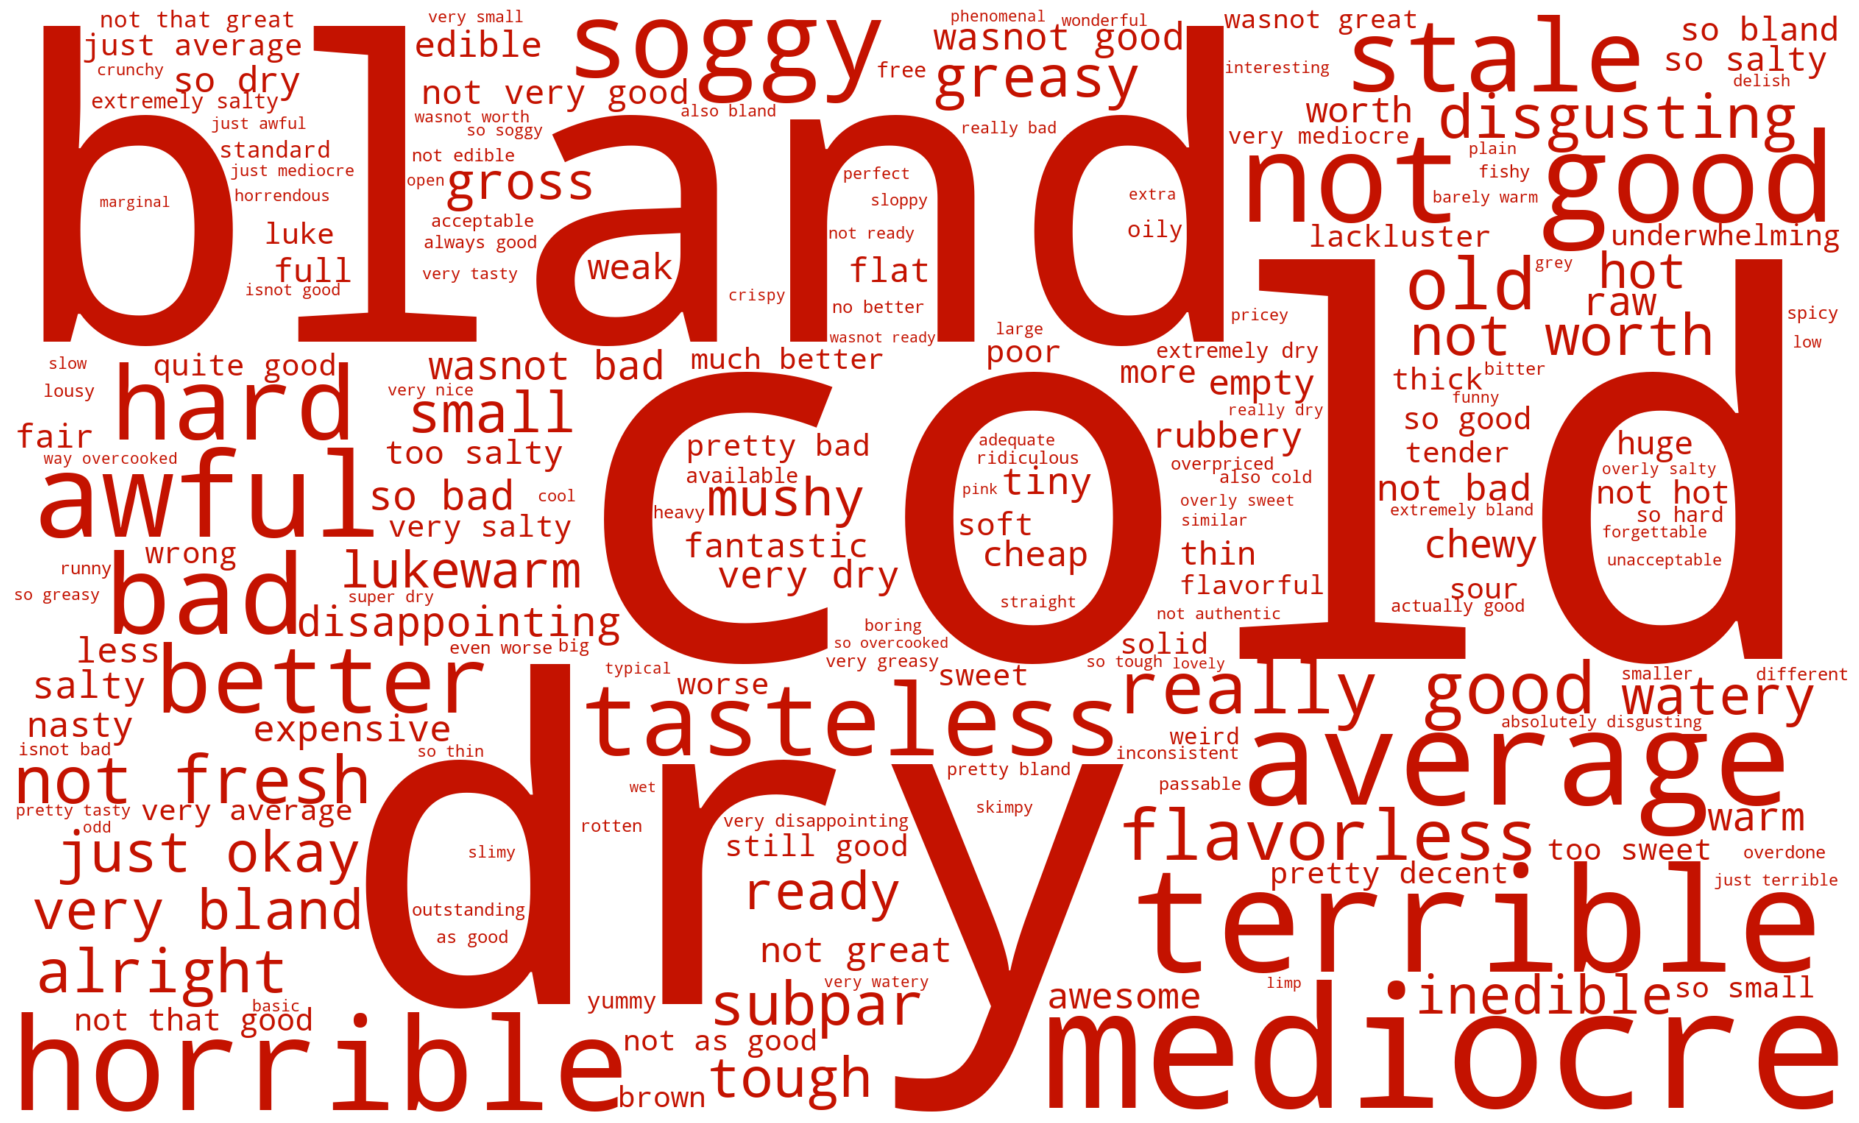 not that great
very small
soggy
phenomenal
wonderful
wasnot great
so bland
just average
edible
wasnot good
stale
so salty
crunchy
so dry
free
greasy
interesting
delish
bland
extremely salty
not very good
worth
disgusting
just awful
wasnot worth
also bland
so soggy
really bad
very mediocre
standard
not edible
not good
plain
just mediocre
open
gross
perfect
fishy
marginal
horrendous
sloppy
extra
barely warm
acceptable
luke
always good
not ready
oily
lackluster
underwhelming
full
very tasty
weak
flat
old
grey
hot
isnot good
crispy
no better
raw
wasnot ready
large
pricey
not worth
spicy
low
slow
quite good
wasnot bad
much better
poor
extremely dry
cold
lousy
hard
very nice
small
more
empty
thick
bitter
funny
really dry
so good
fair
way overcooked
too salty
pretty bad
adequate
ridiculous
rubbery
tender
huge
overly salty
awful
so bad
cool
available
mushy
pink
tiny
overpriced
also cold
not bad
not hot
very salty
heavy
overly sweet
similar
extremely bland
so hard
soft
forgettable
wrong
fantastic
cheap
thin
chewy
unacceptable
runny
bad
lukewarm
very dry
so greasy
super dry
straight
flavorful
sour
actually good
disappointing
not authentic
boring
less
better
even worse
big
so overcooked
very greasy
solid
so tough
lovely
salty
typical
worse
sweet
really good
smaller
different
watery
nasty
expensive
tasteless
absolutely disgusting
isnot bad
so thin
weird
inconsistent
average
not fresh
dry
wet
pretty bland
passable
pretty tasty
very average
odd
rotten
very disappointing
skimpy
flavorless
warm
just okay
slimy
still good
too sweet
overdone
pretty decent
just terrible
very bland
outstanding
ready
terrible
as good
not great
alright
very watery
limp
yummy
subpar
awesome
inedible
so small
basic
not that good
horrible
not as good
mediocre
tough
brown